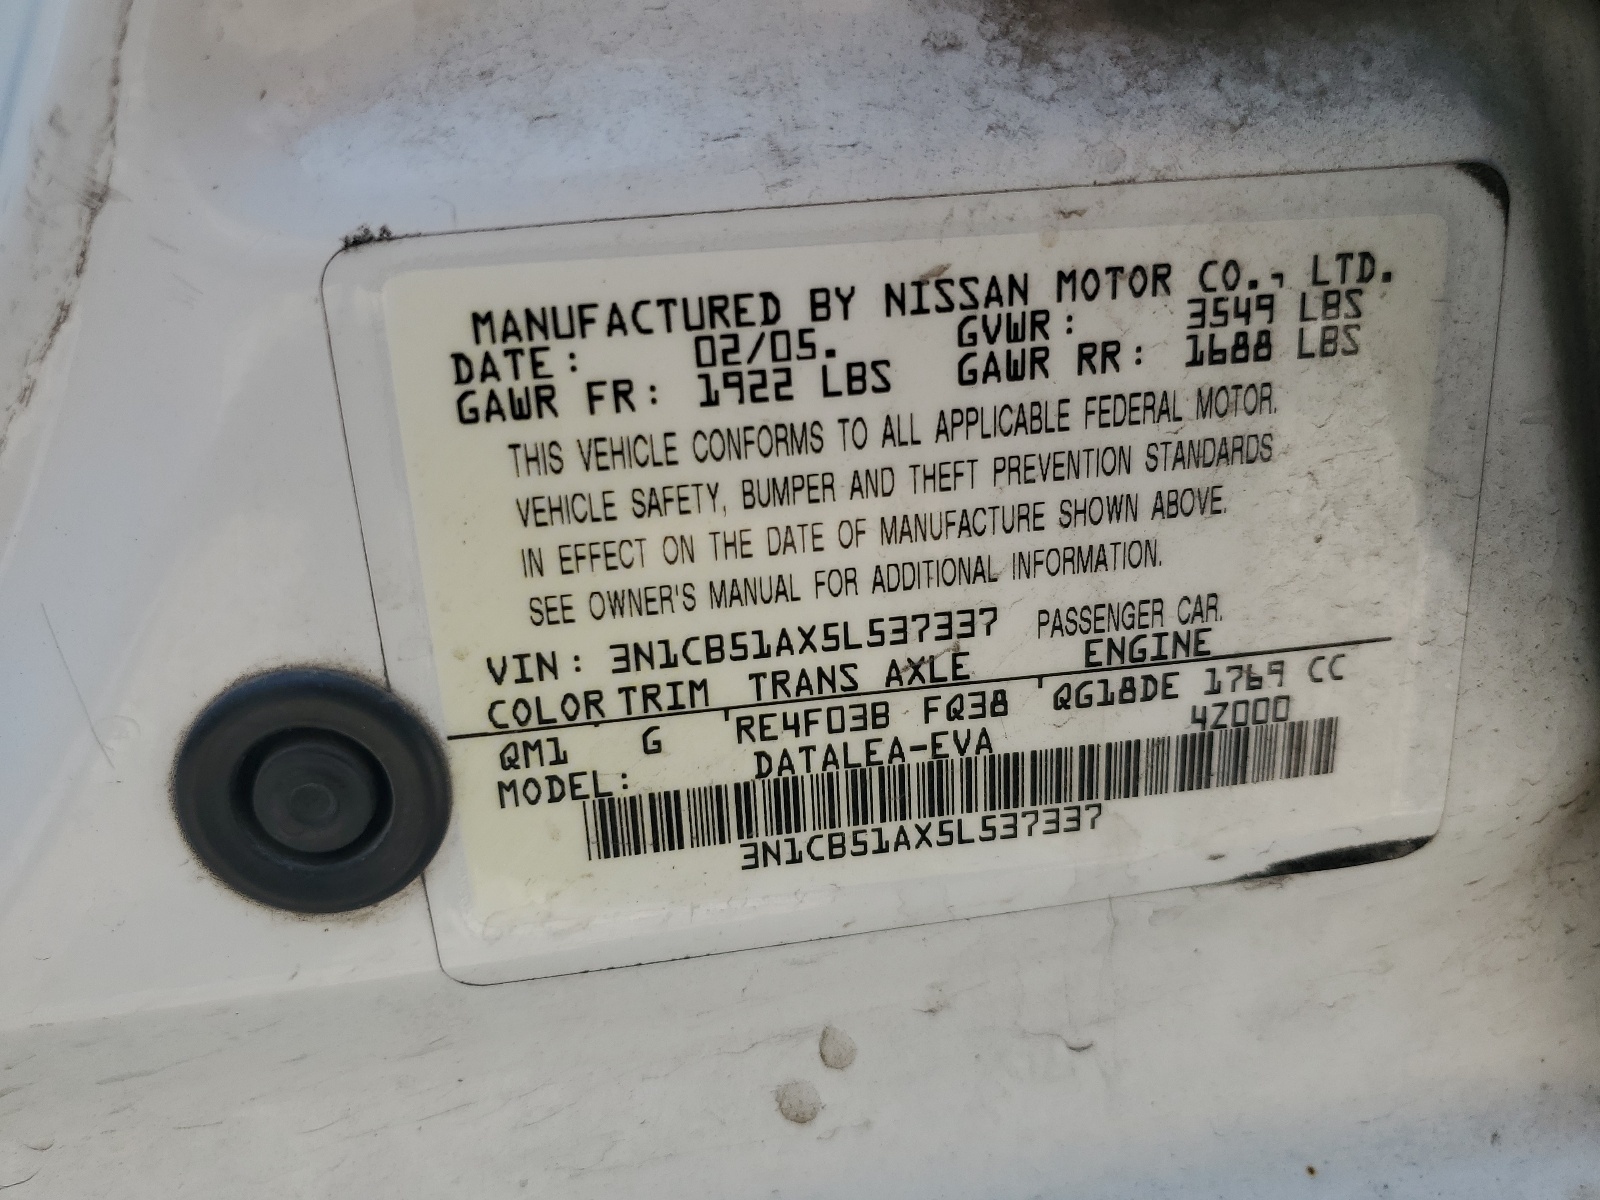 MANUFACTURED BY NISSAN MOTOR CO., LTD.
DATE: 02/05. GVWR: 3549 LBS
GAWR FR: 1922 LBS GAWR RR: 1688 LBS
THIS VEHICLE CONFORMS TO ALL APPLICABLE FEDERAL MOTOR.
VEHICLE SAFETY, BUMPER AND THEFT PREVENTION STANDARDS
IN EFFECT ON THE DATE OF MANUFACTURE SHOWN ABOVE.
SEE OWNER'S MANUAL FOR ADDITIONAL INFORMATION.
VIN: 3N1CB51AX5L537337 PASSENGER CAR.
COLOR TRIM TRANS AXLE ENGINE
QM1 G RE4F03B FQ38 QG18DE 1769 CC
MODEL: DATALEA-EVA 4Z000
3N1CB51AX5L537337